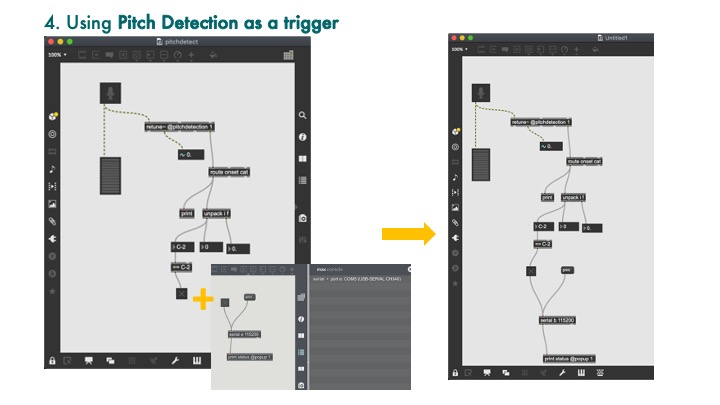 4. Using Pitch Detection as a trigger
pitchdetect
100%
retune~ @pitchdetection 1
0.
route onset cat
print
unpack i f
C-2
0
0.
== C-2
print
serial a 115200
print status @popup 1
max console
serial • port e: COM5 (USB-SERIAL CH340)
Untitled1
100%
retune~ @pitchdetection 1
0.
route onset cat
print
unpack i f
C-2
0
0.
== C-2
print
serial b 115200
print status @popup 1